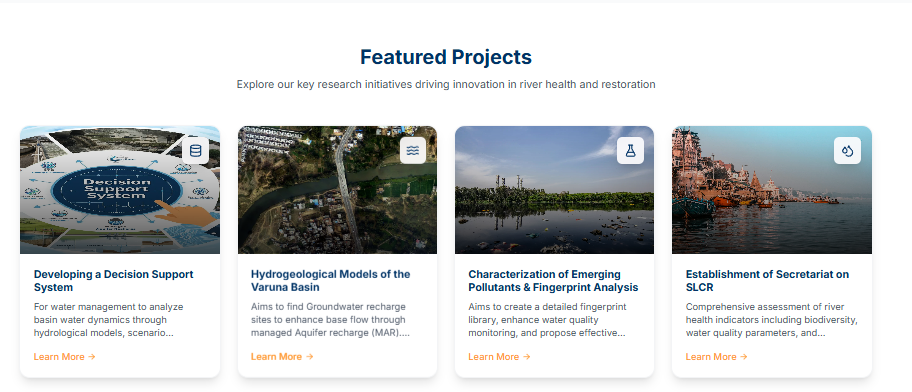 Featured Projects
Explore our key research initiatives driving innovation in river health and restoration
Decision
Support
System
Developing a Decision Support
System
For water management to analyze
basin water dynamics through
hydrological models, scenario...
Learn More →
Hydrogeological Models of the
Varuna Basin
Aims to find Groundwater recharge
sites to enhance base flow through
managed Aquifer recharge (MAR)....
Learn More →
Characterization of Emerging
Pollutants & Fingerprint Analysis
Aims to create a detailed fingerprint
library, enhance water quality
monitoring, and propose effective...
Learn More →
Establishment of Secretariat on
SLCR
Comprehensive assessment of river
health indicators including biodiversity,
water quality parameters, and...
Learn More →